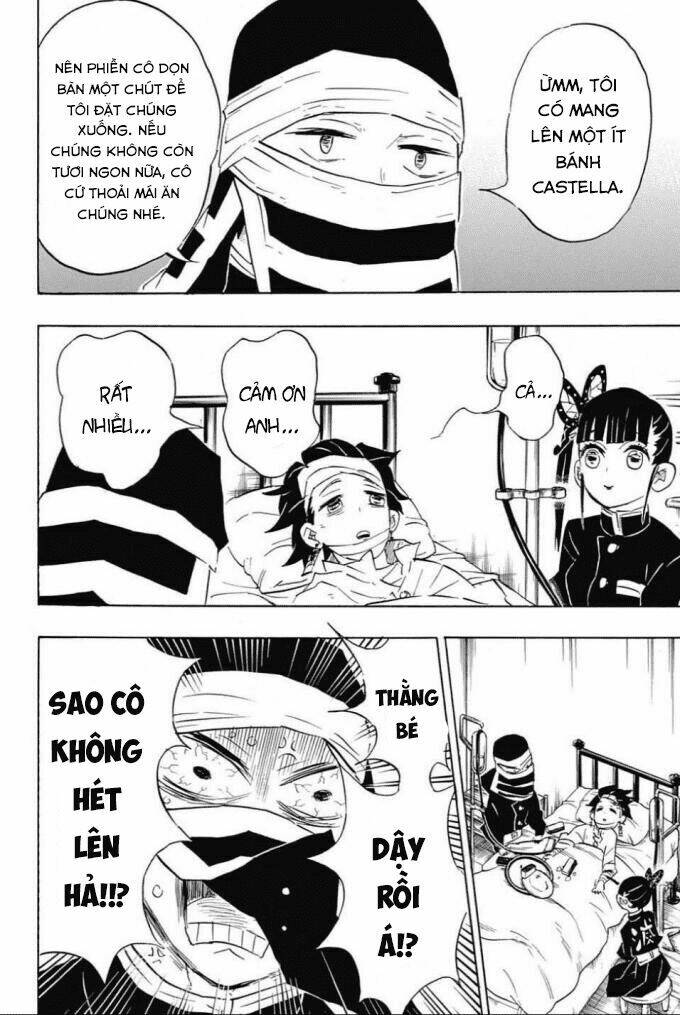 ỪMM, TÔI
CÓ MANG
LÊN MỘT ÍT
BÁNH
CASTELLA.
NÊN PHIỀN CÔ DỌN
BÀN MỘT CHÚT ĐỂ
TÔI ĐẶT CHÚNG
XUỐNG. NẾU
CHÚNG KHÔNG CÒN
TƯƠI NGON NỮA, CÔ
CỨ THOẢI MÁI ĂN
CHÚNG NHÉ.
CẢ...
CẢM ƠN
ANH...
RẤT
NHIỀU...
THẰNG
BÉ
DẬY
RỒI
Á!?
SAO CÔ
KHÔNG
HÉT
LÊN
HẢ!!?